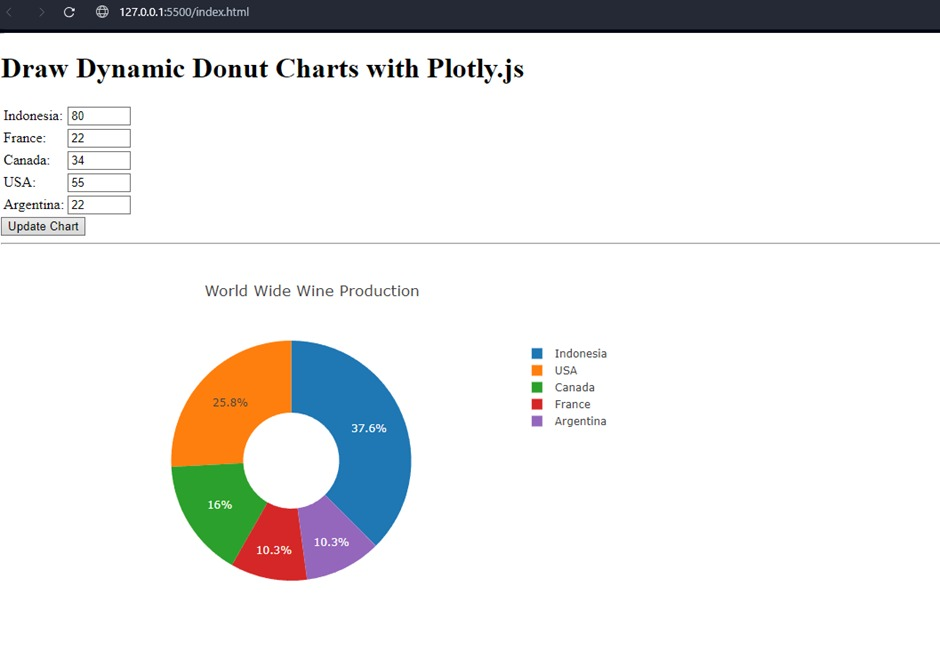 127.0.0.1:5500/index.html
Draw Dynamic Donut Charts with Plotly.js
Indonesia: 80
France: 22
Canada: 34
USA: 55
Argentina: 22
Update Chart
World Wide Wine Production
Indonesia
USA
Canada
France
Argentina
25.8%
37.6%
16%
10.3%
10.3%